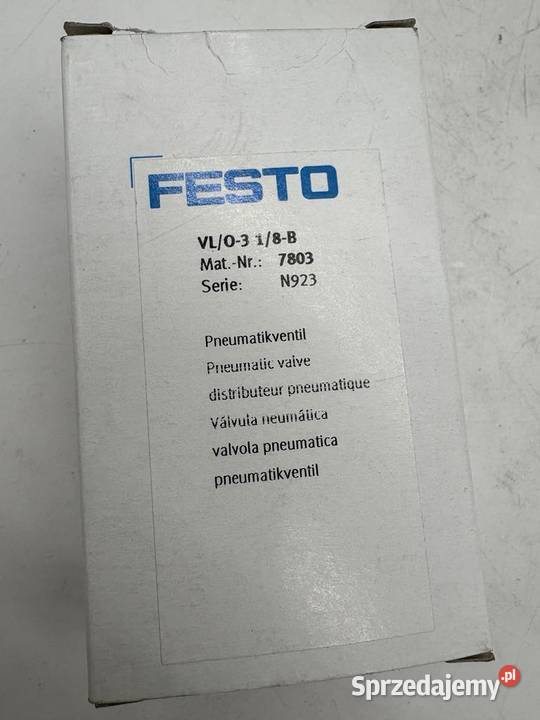 FESTO
VL/O-3 1/8-B
Mat.-Nr.: 7803
Serie: N923
Pneumatikventil
Pneumatic valve
distributeur pneumatique
Válvula neumática
valvola pneumatica
pneumatikventil
Sprzedajemy.pl